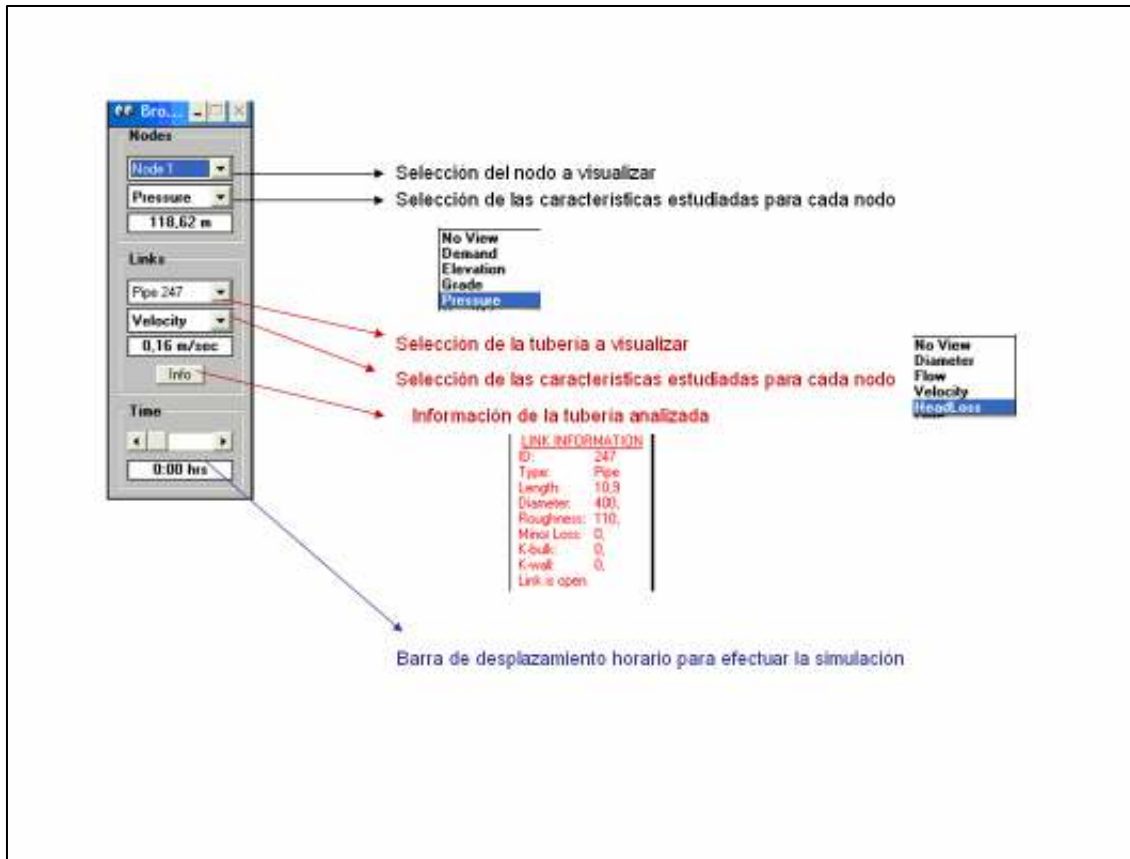 Bro...
Nodes
Node 1
Pressure
118,62 m
Links
Pipe 247
Velocity
0,16 m/sec
Info
Time
0:00 hrs
Selección del nodo a visualizar
Selección de las características estudiadas para cada nodo
No View
Demand
Elevation
Grade
Pressure
Selección de la tubería a visualizar
Selección de las características estudiadas para cada nodo
No View
Diameter
Flow
Velocity
HeadLoss
Información de la tubería analizada
LINK INFORMATION
ID: 247
Type: Pipe
Length: 10,9
Diameter: 400,
Roughness: 110,
Minor Loss: 0,
K-bulk: 0,
K-wall: 0,
Link is open
Barra de desplazamiento horario para efectuar la simulación